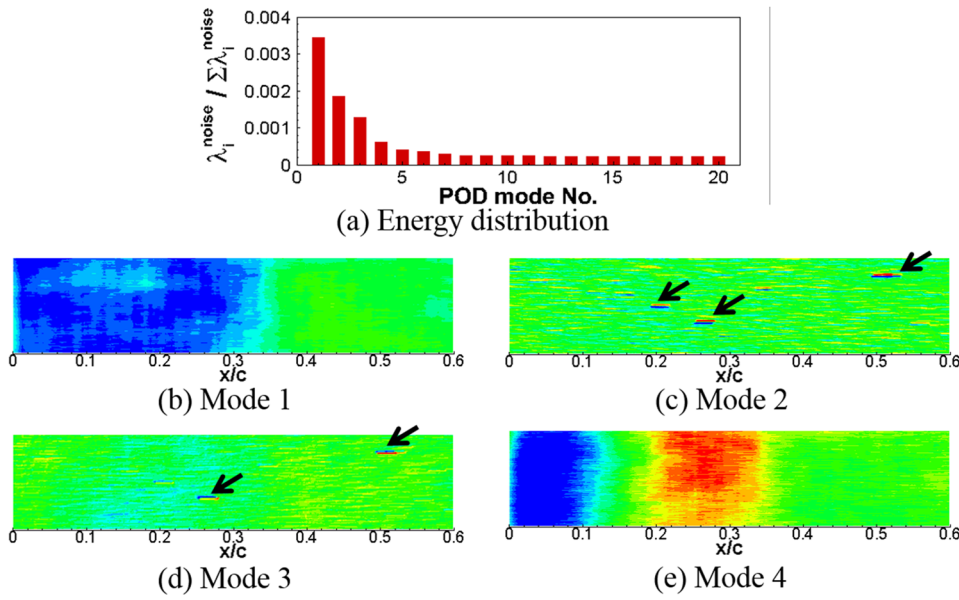 0.004
0.003
0.002
0.001
0
λᵢⁿᵒⁱˢᵉ / Σλᵢⁿᵒⁱˢᵉ
0 5 10 15 20
POD mode No.
(a) Energy distribution
0 0.1 0.2 0.3 0.4 0.5 0.6
x/c
(b) Mode 1
0 0.1 0.2 0.3 0.4 0.5 0.6
x/c
(c) Mode 2
0 0.1 0.2 0.3 0.4 0.5 0.6
x/c
(d) Mode 3
0 0.1 0.2 0.3 0.4 0.5 0.6
x/c
(e) Mode 4